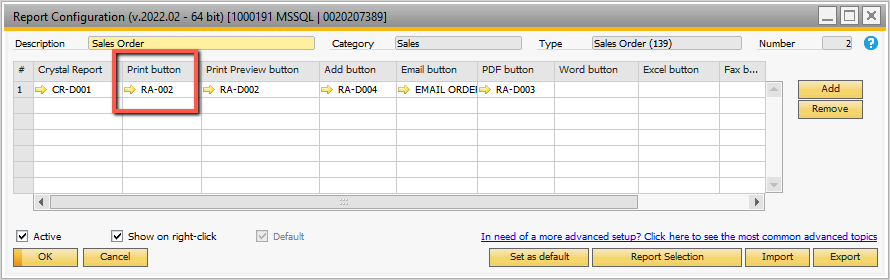 Report Configuration (v.2022.02 - 64 bit) [1000191 MSSQL | 0020207389]
Description Sales Order Category Sales Type Sales Order (139) Number 2 ?
# Crystal Report Print button Print Preview button Add button Email button PDF button Word button Excel button Fax b...
1 CR-D001 RA-002 RA-D002 RA-D004 EMAIL ORDE RA-D003
Add
Remove
Active Show on right-click Default In need of a more advanced setup? Click here to see the most common advanced topics
OK Cancel Set as default Report Selection Import Export